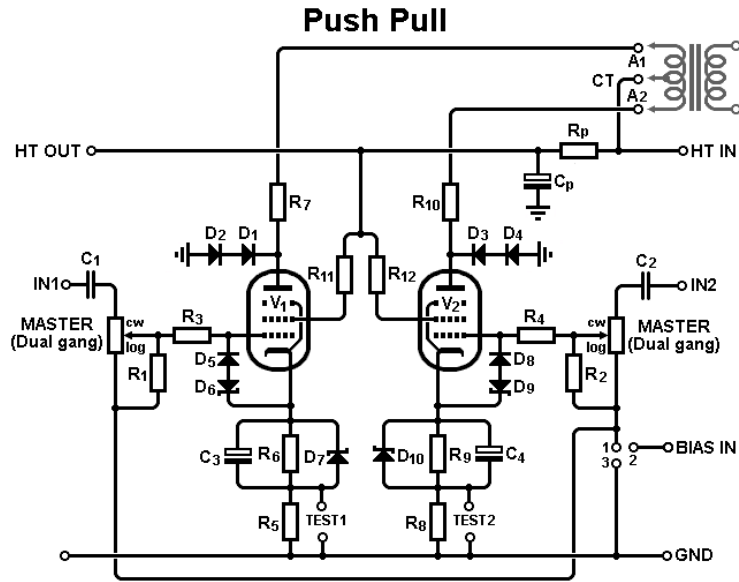 Push Pull
A1
CT
A2
HT OUT
Rp
HT IN
Cp
R7
R10
D2 D1
D3 D4
C1
R11
R12
C2
IN1
V1
V2
IN2
MASTER
(Dual gang)
cw
log
R3
R4
cw
log
MASTER
(Dual gang)
R1
D5
D6
D8
D9
R2
C3
R6
D7
D10
R9
C4
1
2
3
BIAS IN
R5
TEST1
R8
TEST2
GND